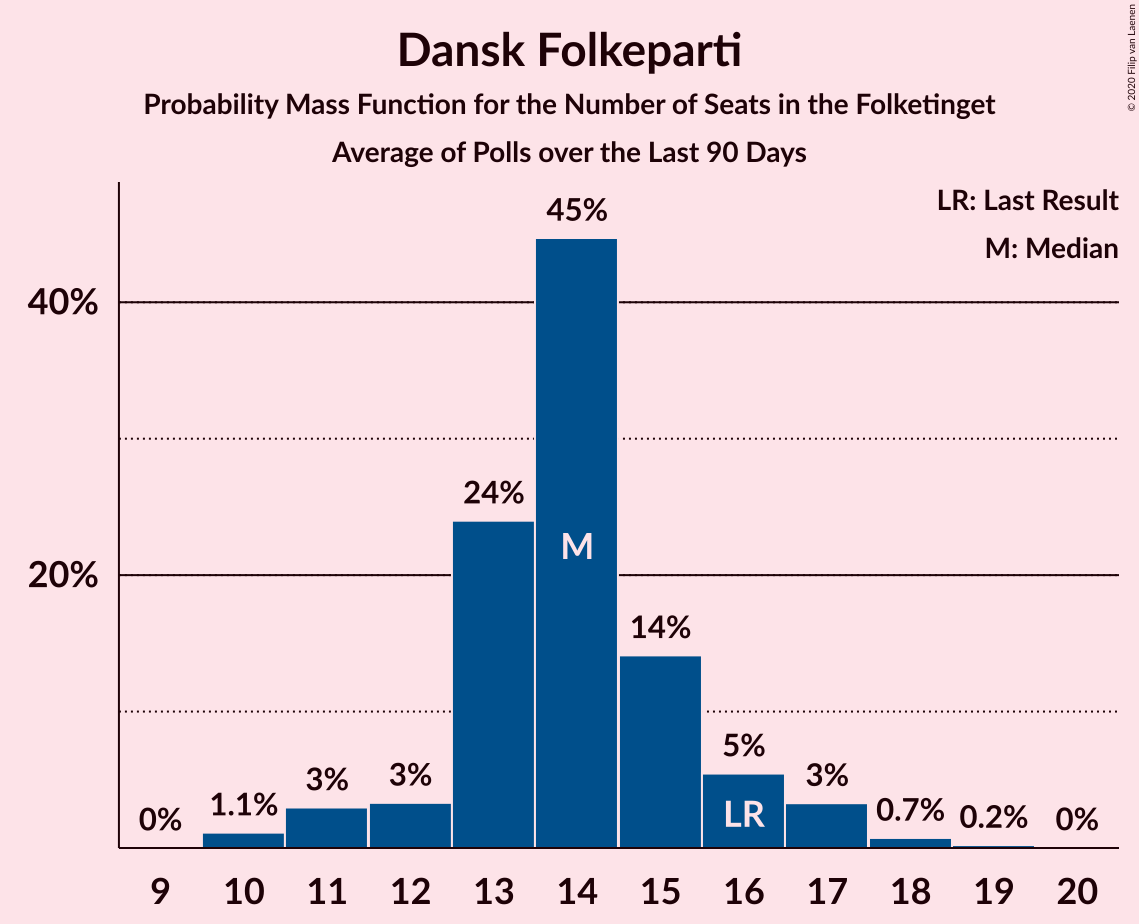 Dansk Folkeparti
Probability Mass Function for the Number of Seats in the Folketinget
Average of Polls over the Last 90 Days
© 2020 Filip van Laenen
LR: Last Result
M: Median
45%
40%
24%
M
20%
14%
5%
3%
3%
3%
1.1%
0.7%
0.2%
0%
0%
LR
9 10 11 12 13 14 15 16 17 18 19 20